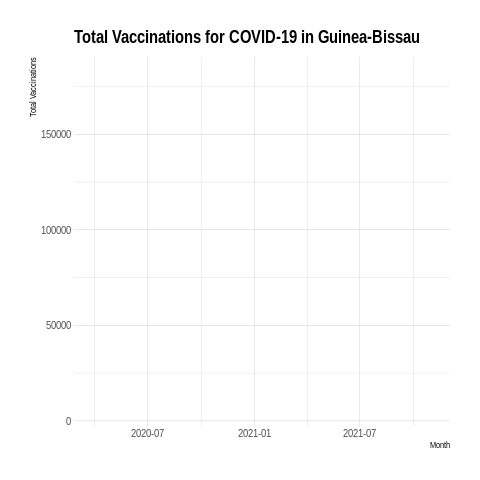 Total Vaccinations for COVID-19 in Guinea-Bissau
Total Vaccinations
150000
100000
50000
0
2020-07 2021-01 2021-07
Month